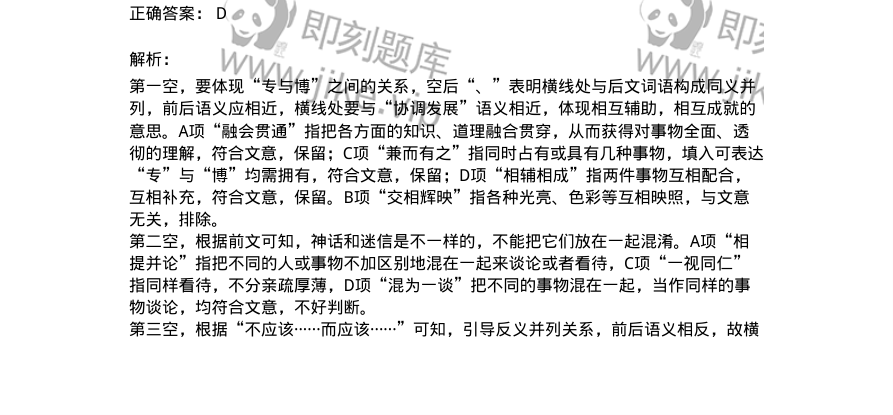 正确答案： D
即刻题库
www.jike.vip
解析：
第一空，要体现“专与博”之间的关系，空后“、”表明横线处与后文词语构成同义并
列，前后语义应相近，横线处要与“协调发展”语义相近，体现相互辅助，相互成就的
意思。A项“融会贯通”指把各方面的知识、道理融合贯穿，从而获得对事物全面、透
彻的理解，符合文意，保留；C项“兼而有之”指同时占有或具有几种事物，填入可表达
“专”与“博”均需拥有，符合文意，保留；D项“相辅相成”指两件事物互相配合，
互相补充，符合文意，保留。B项“交相辉映”指各种光亮、色彩等互相映照，与文意
无关，排除。
第二空，根据前文可知，神话和迷信是不一样的，不能把它们放在一起混淆。A项“相
提并论”指把不同的人或事物不加区别地混在一起来谈论或者看待，C项“一视同仁”
指同样看待，不分亲疏厚薄，D项“混为一谈”把不同的事物混在一起，当作同样的事
物谈论，均符合文意，不好判断。
第三空，根据“不应该……而应该……”可知，引导反义并列关系，前后语义相反，故横